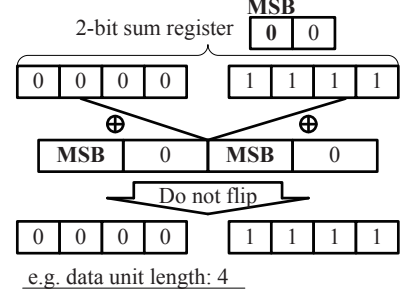 MSB
2-bit sum register 0 0
0 0 0 0 1 1 1 1
⊕ ⊕
MSB 0 MSB 0
Do not flip
0 0 0 0 1 1 1 1
e.g. data unit length: 4